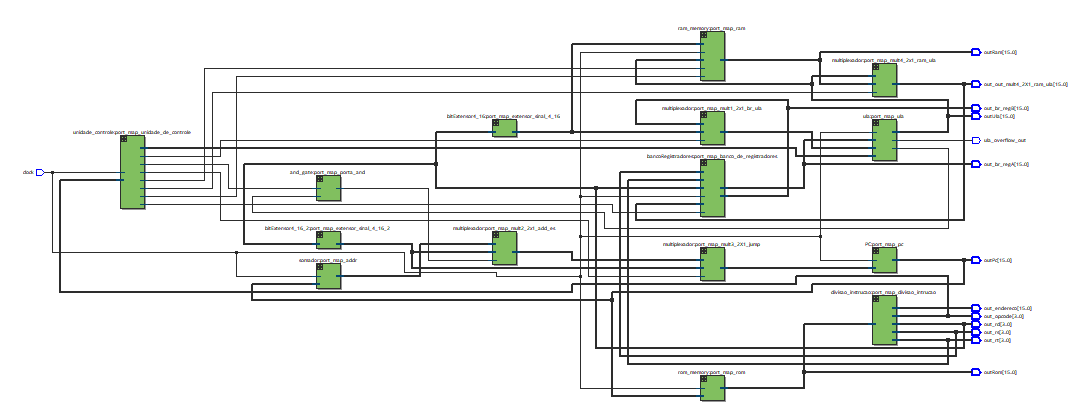 ram_memory:port_map_ram
outRam[15..0]
multiplexador:port_map_mult4_2X1_ram_ula
out_out_mult4_2X1_ram_ula[15..0]
multiplexador:port_map_mult1_2x1_br_ula
out_br_regB[15..0]
bitExtensor4_16:port_map_extensor_sinal_4_16
ula:port_map_ula
outUla[15..0]
unidade_controle:port_map_unidade_de_controle
ula_overflow_out
bancoRegistradores:port_map_banco_de_registradores
out_br_regA[15..0]
clock
and_gate:port_map_porta_and
bitExtensor4_16_2:port_map_extensor_sinal_4_16_2
multiplexador:port_map_mult2_2x1_add_es
multiplexador:port_map_mult3_2X1_jump
PC:port_map_pc
somador:port_map_addr
outPc[15..0]
divisao_instrucao:port_map_divisao_intrucao
out_endereco[15..0]
out_opcode[3..0]
out_rd[3..0]
out_rs[3..0]
out_rt[3..0]
rom_memory:port_map_rom
outRom[15..0]